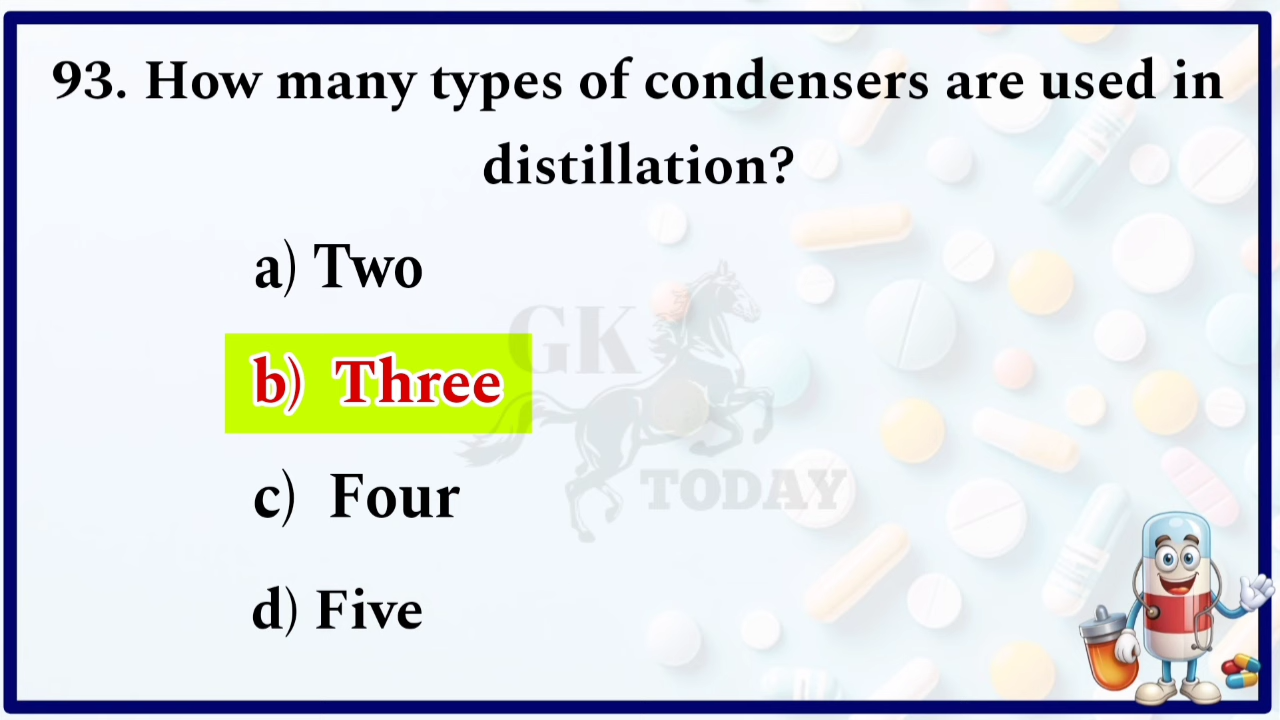 93. How many types of condensers are used in
distillation?
a) Two
b) Three
c) Four
d) Five
GK
TODAY